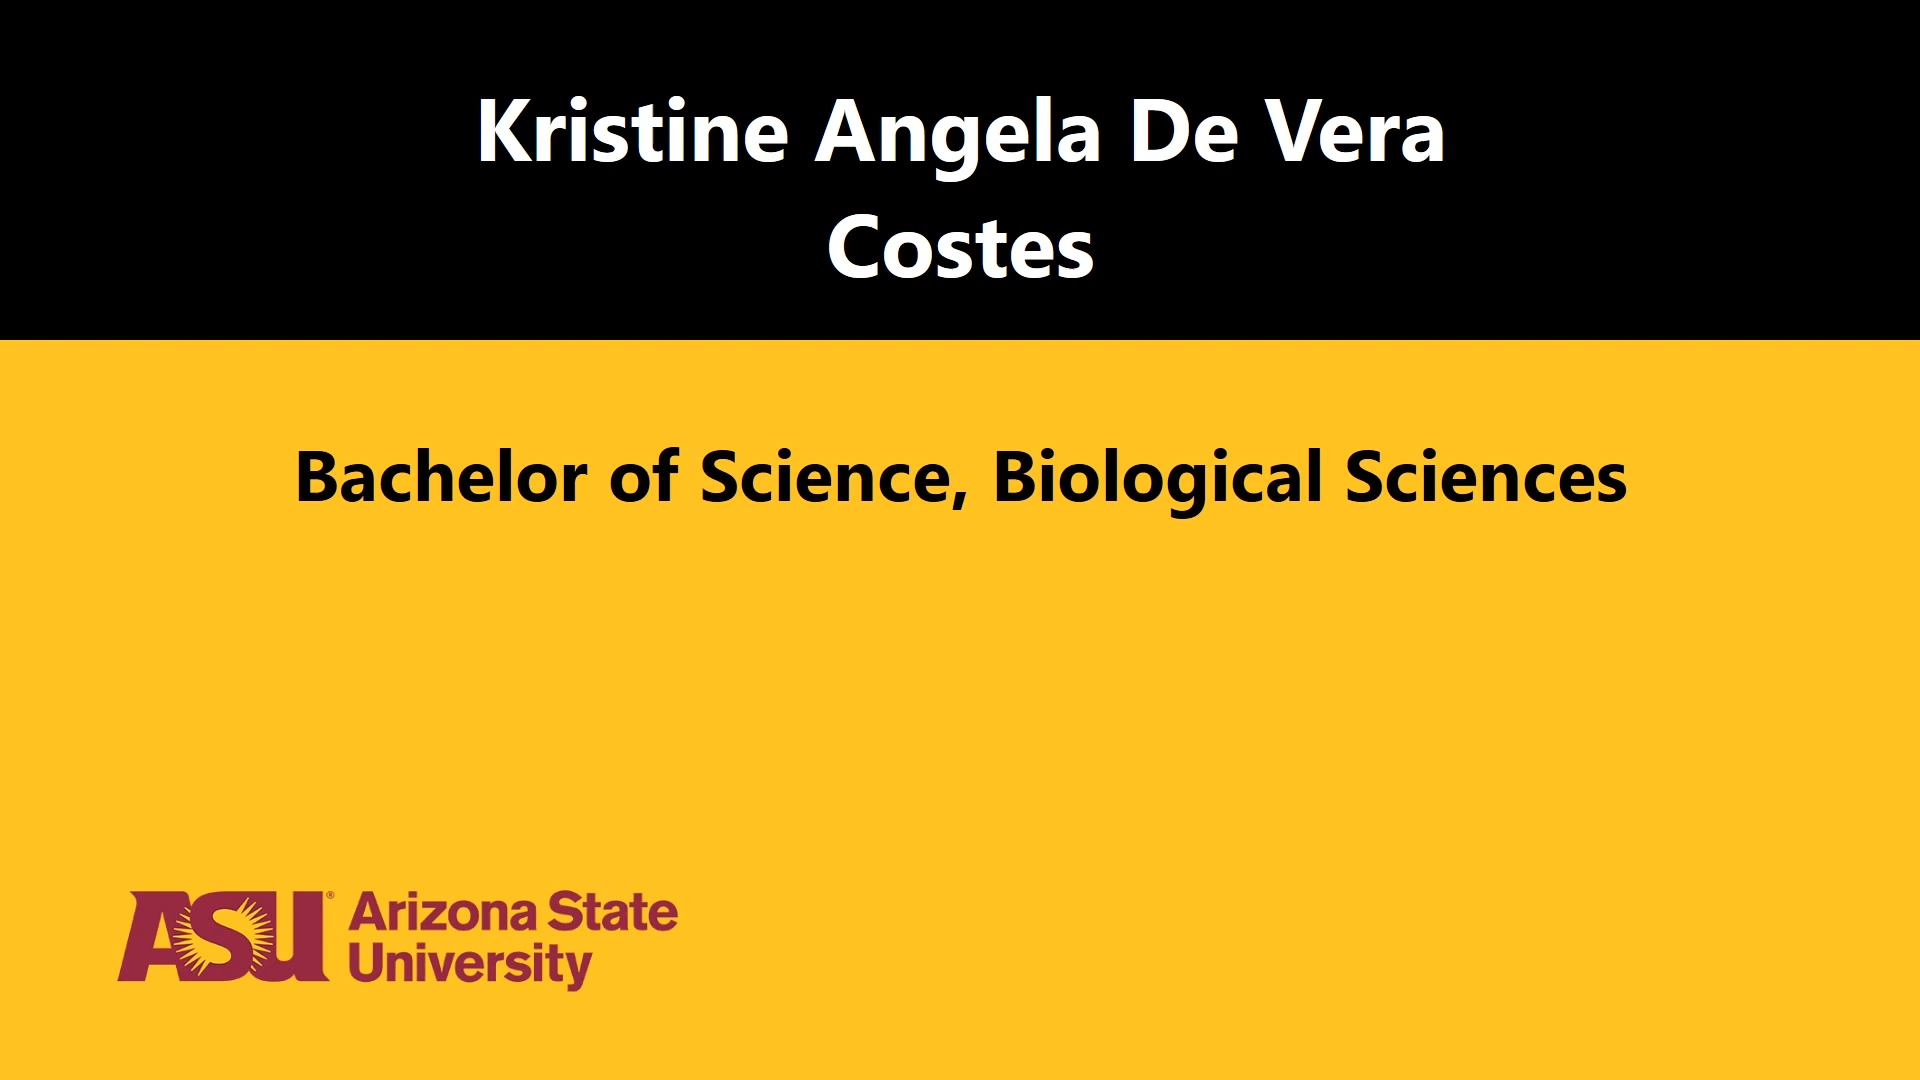 Kristine Angela De Vera
Costes
Bachelor of Science, Biological Sciences
ASU® Arizona State
University